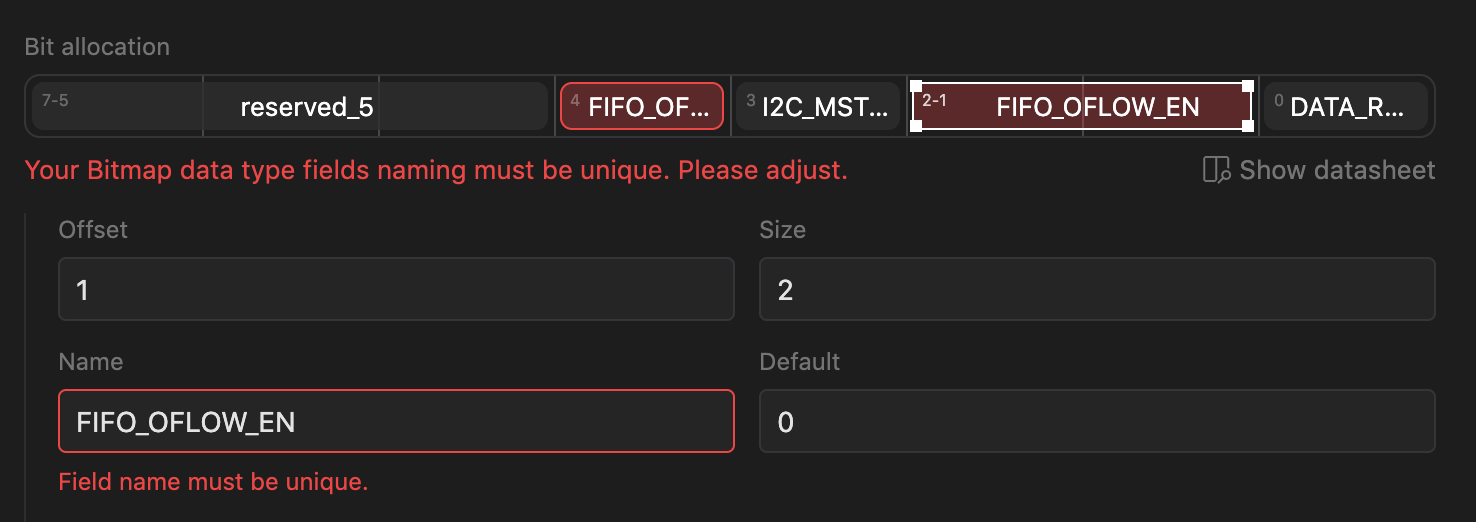 Bit allocation
7-5 reserved_5 4 FIFO_OF... 3 I2C_MST... 2-1 FIFO_OFLOW_EN 0 DATA_R...
Your Bitmap data type fields naming must be unique. Please adjust. Show datasheet
Offset Size
1 2
Name Default
FIFO_OFLOW_EN 0
Field name must be unique.